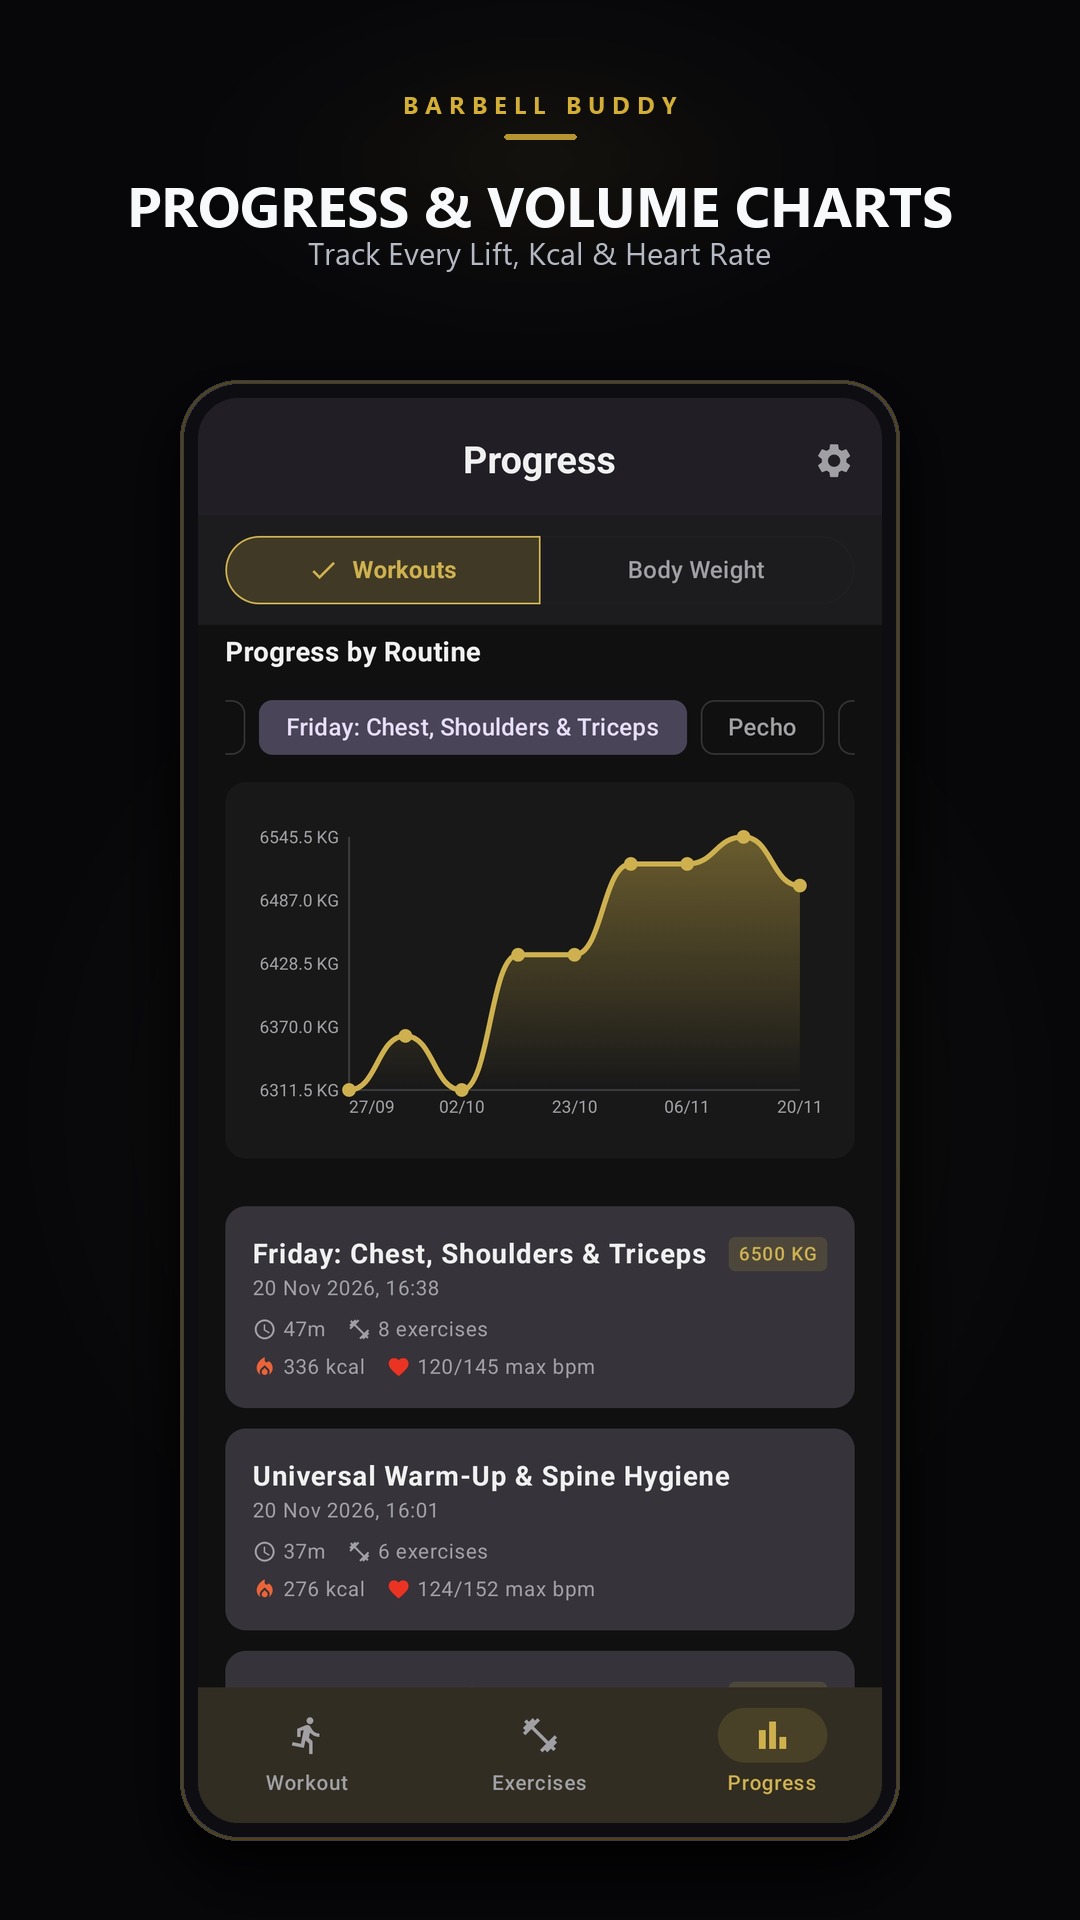 BARBELL BUDDY
PROGRESS & VOLUME CHARTS
Track Every Lift, Kcal & Heart Rate
Progress
Workouts
Body Weight
Progress by Routine
Friday: Chest, Shoulders & Triceps
Pecho
6545.5 KG
6487.0 KG
6428.5 KG
6370.0 KG
6311.5 KG
27/09 02/10 23/10 06/11 20/11
Friday: Chest, Shoulders & Triceps 6500 KG
20 Nov 2026, 16:38
47m 8 exercises
336 kcal 120/145 max bpm
Universal Warm-Up & Spine Hygiene
20 Nov 2026, 16:01
37m 6 exercises
276 kcal 124/152 max bpm
Workout Exercises Progress